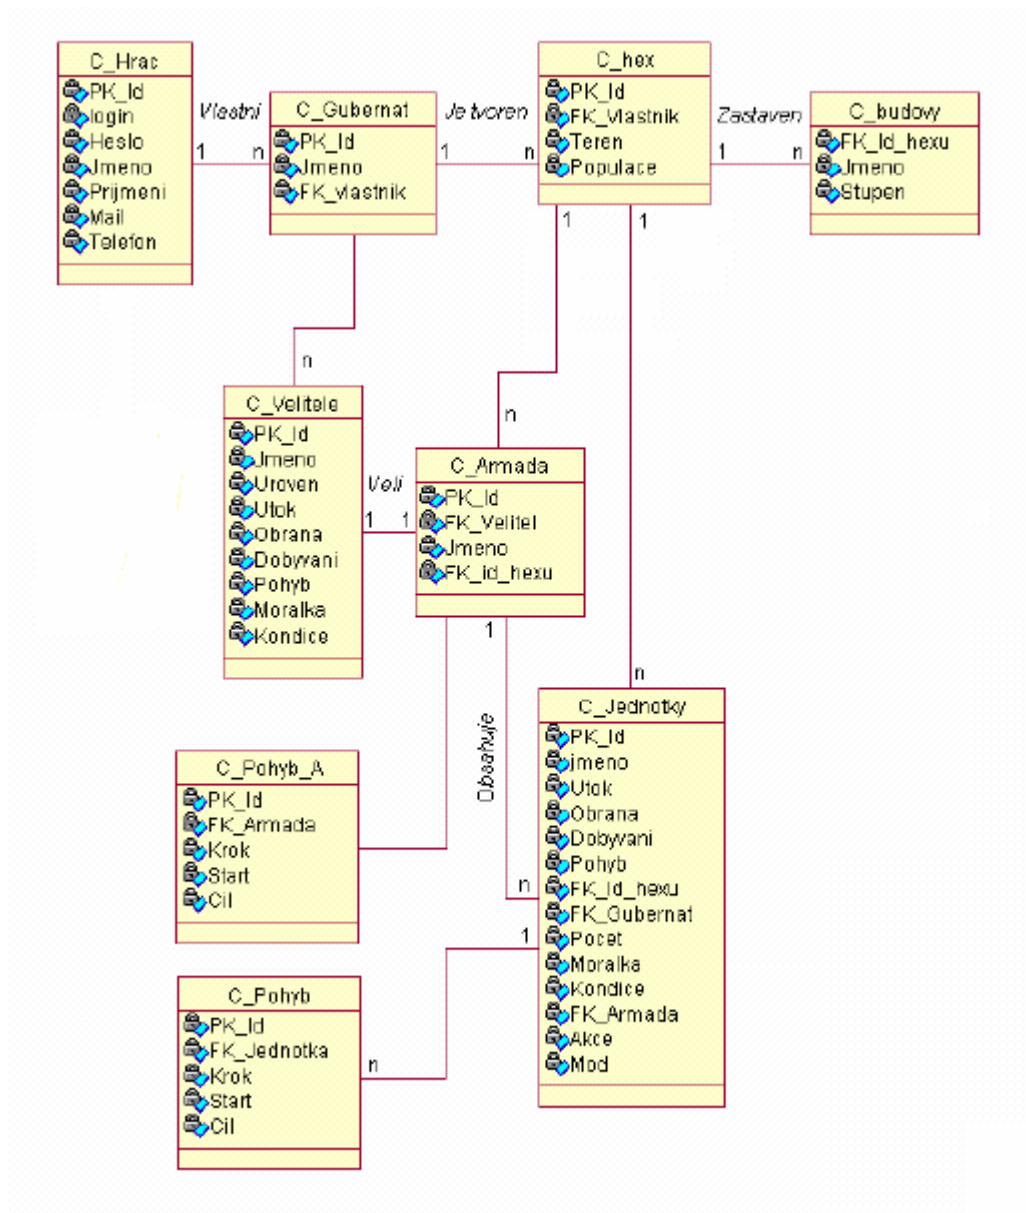 C_Hrac
PK_Id
login
Heslo
Jmeno
Prijmeni
Mail
Telefon
Vlastni
1
n
C_Gubernat
PK_Id
Jmeno
FK_vlastnik
Je tvoren
1
n
C_hex
PK_Id
FK_Vlastnik
Teren
Populace
Zastaven
1
n
C_budovy
FK_Id_hexu
Jmeno
Stupen
1
1
n
C_Velitele
PK_Id
Jmeno
Uroven
Utok
Obrana
Dobyvani
Pohyb
Moralka
Kondice
Veli
1
1
n
C_Armada
PK_Id
FK_Velitel
Jmeno
FK_id_hexu
1
Obsahuje
n
n
C_Jednotky
PK_Id
jmeno
Utok
Obrana
Dobyvani
Pohyb
FK_Id_hexu
FK_Gubernat
Pocet
Moralka
Kondice
FK_Armada
Akce
Mod
C_Pohyb_A
PK_Id
FK_Armada
Krok
Start
Cil
1
n
C_Pohyb
PK_Id
FK_Jednotka
Krok
Start
Cil